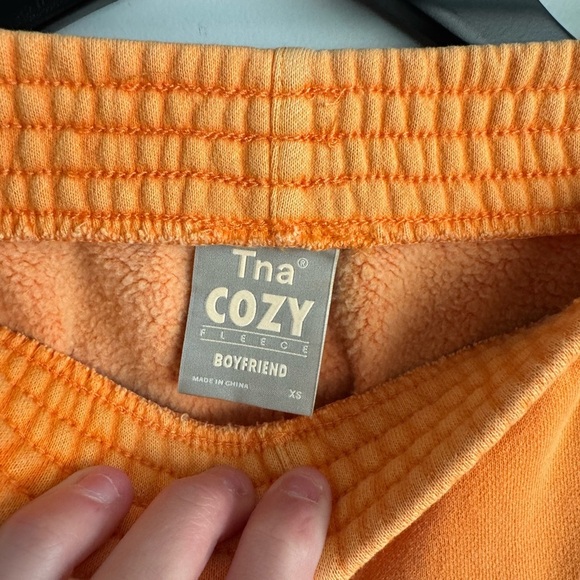 Tna®
COZY
FLEECE
BOYFRIEND
MADE IN CHINA
XS